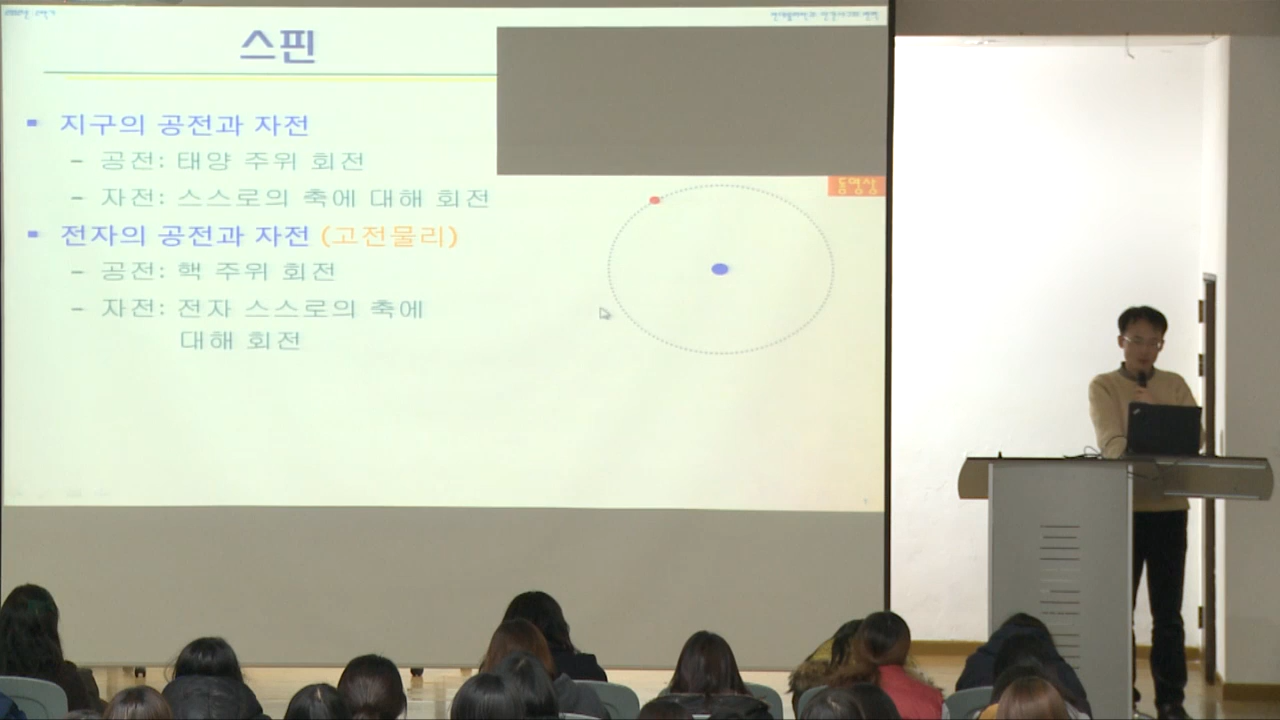 스핀
지구의 공전과 자전
– 공전: 태양 주위 회전
– 자전: 스스로의 축에 대해 회전
전자의 공전과 자전 (고전물리)
– 공전: 핵 주위 회전
– 자전: 전자 스스로의 축에
대해 회전
동영상